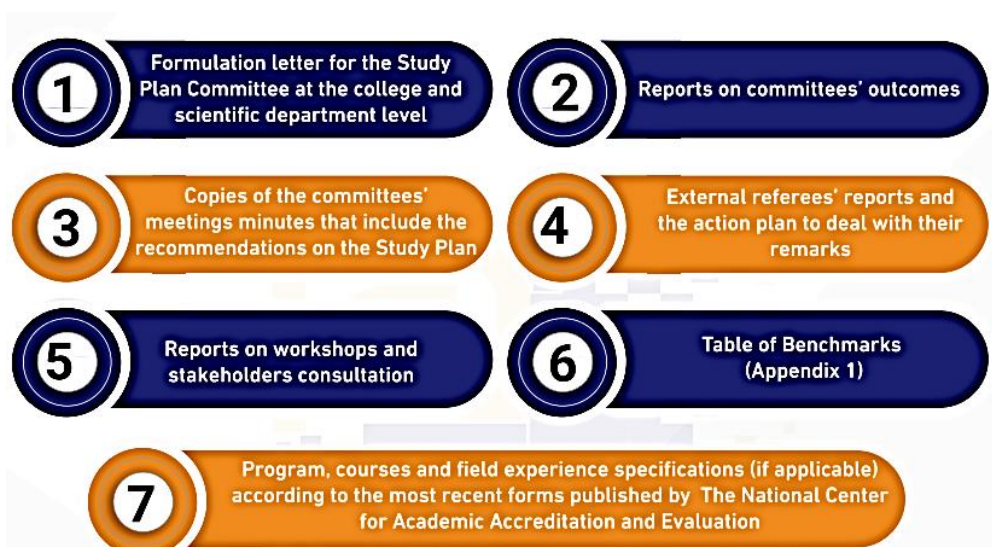 1
Formulation letter for the Study
Plan Committee at the college and
scientific department level
2
Reports on committees' outcomes
3
Copies of the committees'
meetings minutes that include the
recommendations on the Study Plan
4
External referees' reports and
the action plan to deal with their
remarks
5
Reports on workshops and
stakeholders consultation
6
Table of Benchmarks
(Appendix 1)
7
Program, courses and field experience specifications (if applicable)
according to the most recent forms published by The National Center
for Academic Accreditation and Evaluation